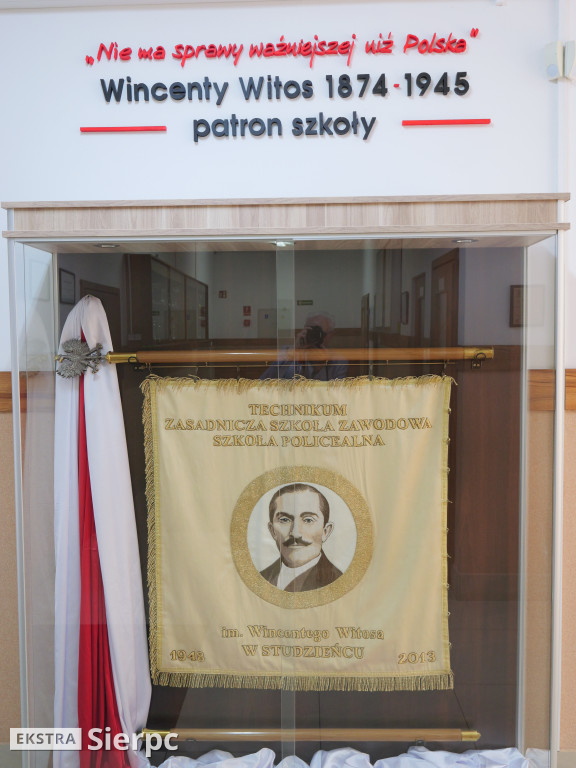 „Nie ma sprawy ważniejszej niż Polska”
Wincenty Witos 1874-1945
patron szkoły
TECHNIKUM
ZASADNICZA SZKOŁA ZAWODOWA
SZKOŁA POLICEALNA
im. Wincentego Witosa
W STUDZIEŃCU
1948 2013
EKSTRA Sierpc